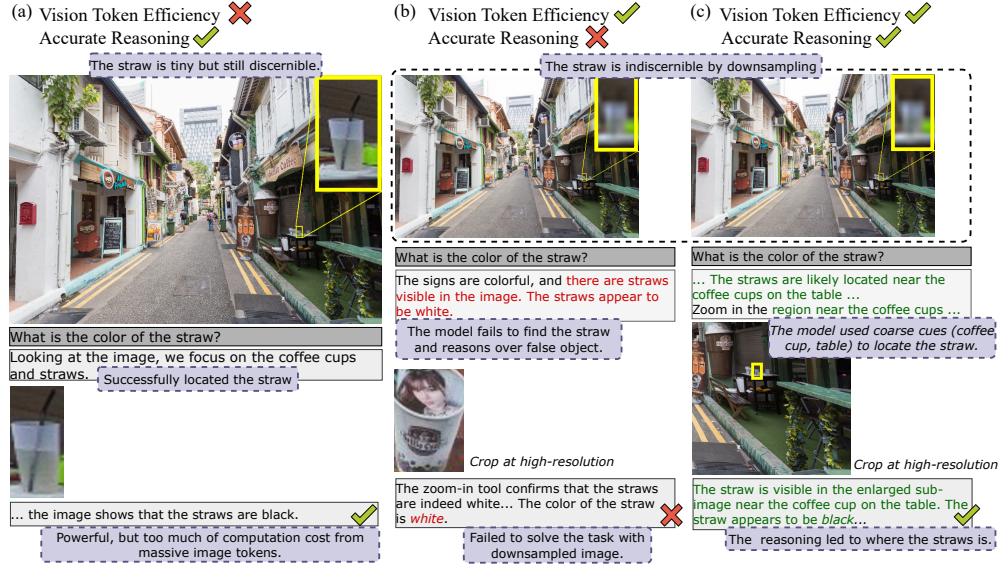 (a) Vision Token Efficiency
Accurate Reasoning
The straw is tiny but still discernible.
What is the color of the straw?
Looking at the image, we focus on the coffee cups
and straws.
Successfully located the straw
... the image shows that the straws are black.
Powerful, but too much of computation cost from
massive image tokens.
(b) Vision Token Efficiency
Accurate Reasoning
The straw is indiscernible by downsampling
What is the color of the straw?
The signs are colorful, and there are straws
visible in the image. The straws appear to
be white.
The model fails to find the straw
and reasons over false object.
Crop at high-resolution
The zoom-in tool confirms that the straws
are indeed white... The color of the straw
is white.
Failed to solve the task with
downsampled image.
(c) Vision Token Efficiency
Accurate Reasoning
What is the color of the straw?
... The straws are likely located near the
coffee cups on the table ...
Zoom in the region near the coffee cups ...
The model used coarse cues (coffee
cup, table) to locate the straw.
Crop at high-resolution
The straw is visible in the enlarged sub-
image near the coffee cup on the table. The
straw appears to be black...
The reasoning led to where the straws is.